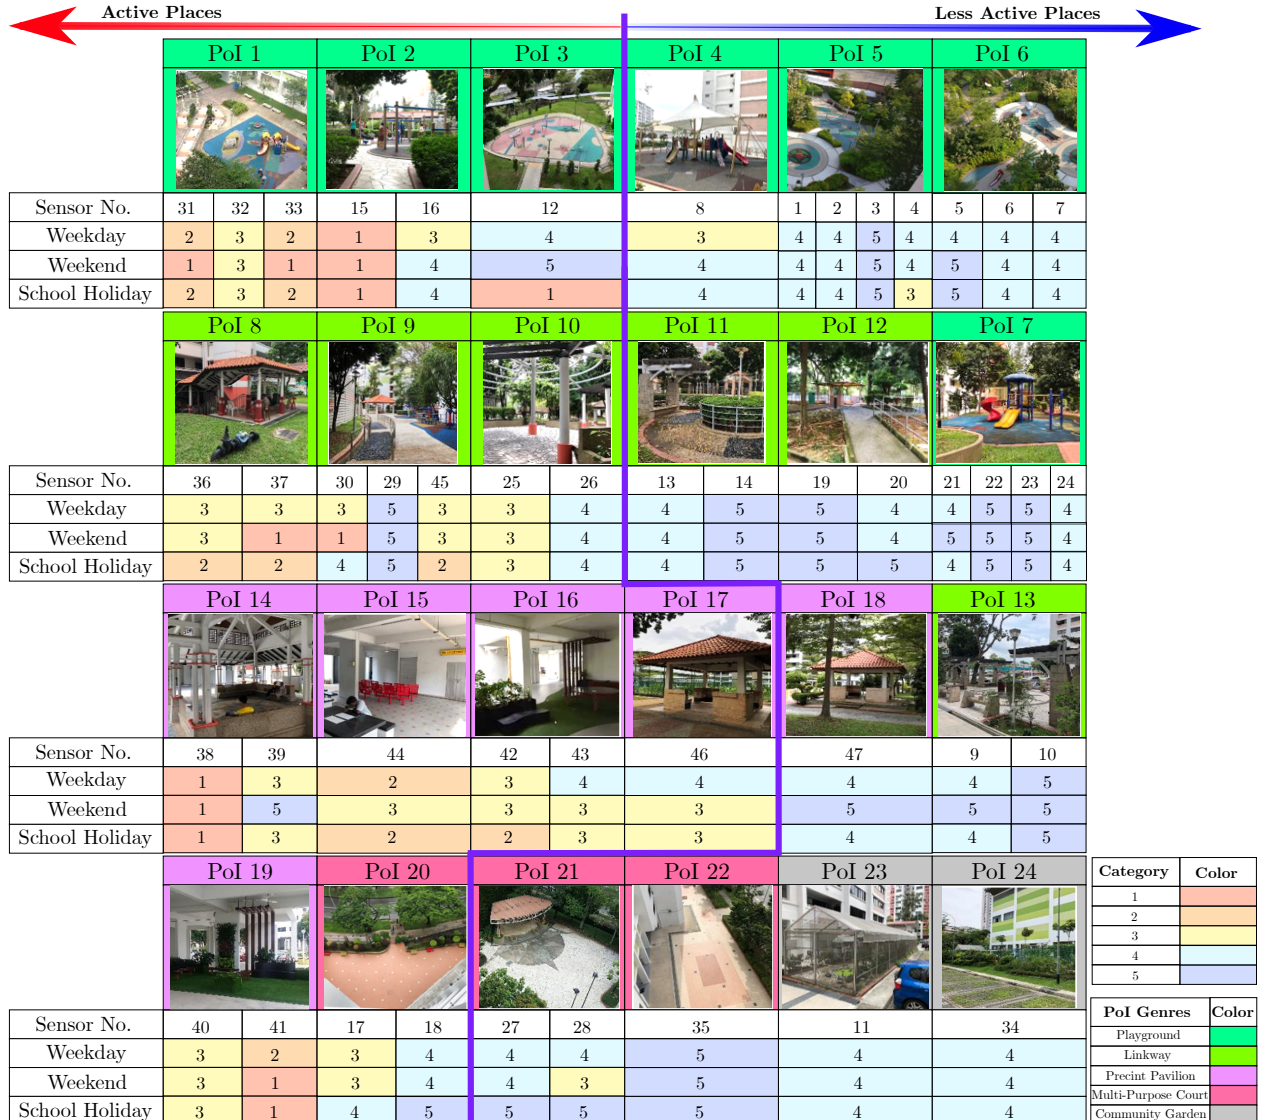 Active Places Less Active Places
PoI 1 PoI 2 PoI 3 PoI 4 PoI 5 PoI 6
Sensor No. 31 32 33 15 16 12 8 1 2 3 4 5 6 7
Weekday 2 3 2 1 3 4 3 4 4 5 4 4 4 4
Weekend 1 3 1 1 4 5 4 4 4 5 4 5 4 4
School Holiday 2 3 2 1 4 1 4 4 4 5 3 5 4 4
PoI 8 PoI 9 PoI 10 PoI 11 PoI 12 PoI 7
Sensor No. 36 37 30 29 45 25 26 13 14 19 20 21 22 23 24
Weekday 3 3 3 5 3 3 4 4 5 5 4 4 5 5 4
Weekend 3 1 1 5 3 3 4 4 5 5 4 5 5 5 4
School Holiday 2 2 4 5 2 3 4 4 5 5 5 4 5 5 4
PoI 14 PoI 15 PoI 16 PoI 17 PoI 18 PoI 13
Sensor No. 38 39 44 42 43 46 47 9 10
Weekday 1 3 2 3 4 4 4 4 5
Weekend 1 5 3 3 3 3 5 5 5
School Holiday 1 3 2 2 3 3 4 4 5
PoI 19 PoI 20 PoI 21 PoI 22 PoI 23 PoI 24
Sensor No. 40 41 17 18 27 28 35 11 34
Weekday 3 2 3 4 4 4 5 4 4
Weekend 3 1 3 4 4 3 5 4 4
School Holiday 3 1 4 5 5 5 5 4 4
Category Color
1
2
3
4
5
PoI Genres Color
Playground
Linkway
Precint Pavilion
Multi-Purpose Court
Community Garden